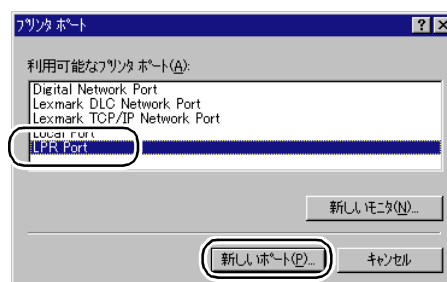 プリンタ ポート
利用可能なプリンタ ポート(A):
Digital Network Port
Lexmark DLC Network Port
Lexmark TCP/IP Network Port
Local Port
LPR Port
新しいモニタ(N)...
新しいポート(P)...
キャンセル